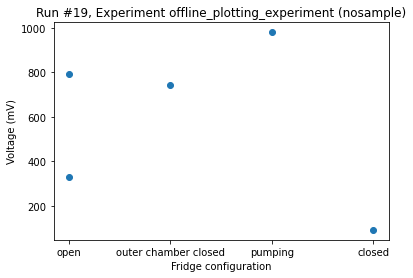 Run #19, Experiment offline_plotting_experiment (nosample)
1000
800
600
400
200
Voltage (mV)
open
outer chamber closed
pumping
closed
Fridge configuration